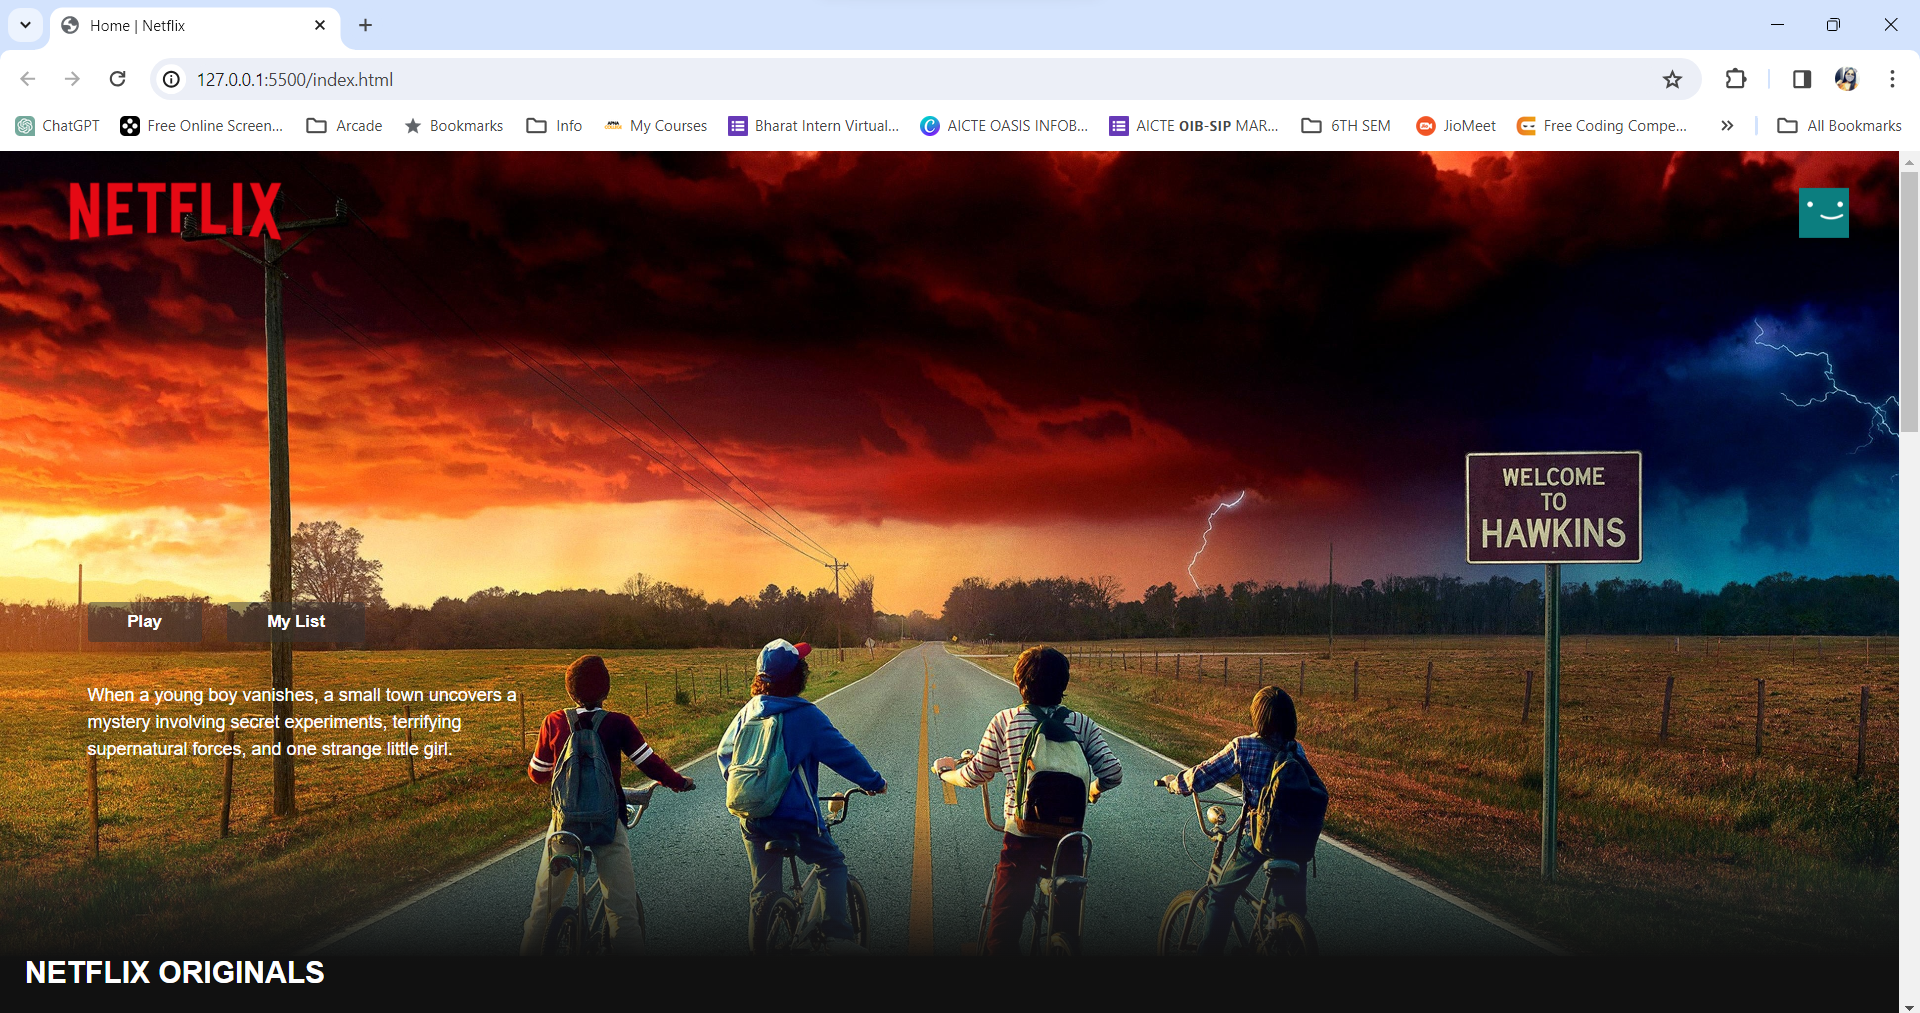 Home | Netflix
127.0.0.1:5500/index.html
ChatGPT Free Online Screen... Arcade Bookmarks Info My Courses Bharat Intern Virtual... AICTE OASIS INFOB... AICTE OIB-SIP MAR... 6TH SEM JioMeet Free Coding Compe... » All Bookmarks
NETFLIX
WELCOME
TO
HAWKINS
Play My List
When a young boy vanishes, a small town uncovers a
mystery involving secret experiments, terrifying
supernatural forces, and one strange little girl.
NETFLIX ORIGINALS